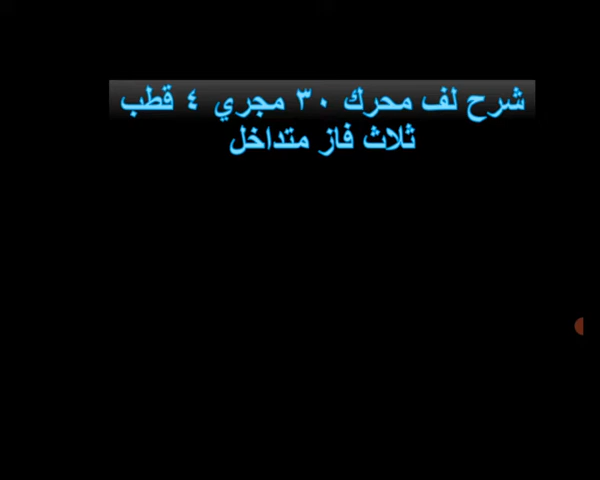 شرح لف محرك ٣٠ مجري ٤ قطب
ثلاث فاز متداخل